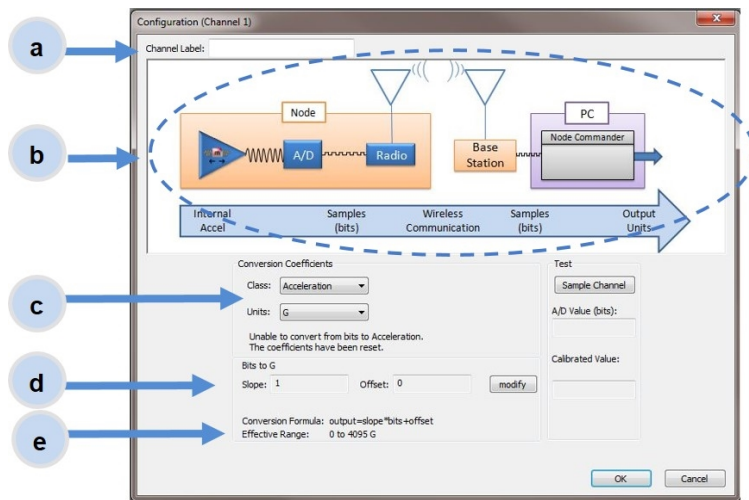 Configuration (Channel 1)
x
a
Channel Label:
Node
PC
Node Commander
b
A/D
Radio
Base
Station
Internal
Accel
Samples
(bits)
Wireless
Communication
Samples
(bits)
Output
Units
Conversion Coefficients
Test
Class: Acceleration
Sample Channel
c
Units: G
A/D Value (bits):
Unable to convert from bits to Acceleration.
The coefficients have been reset.
Bits to G
Calibrated Value:
d
Slope: 1 Offset: 0 modify
Conversion Formula: output=slope*bits+offset
e
Effective Range: 0 to 4095 G
OK Cancel